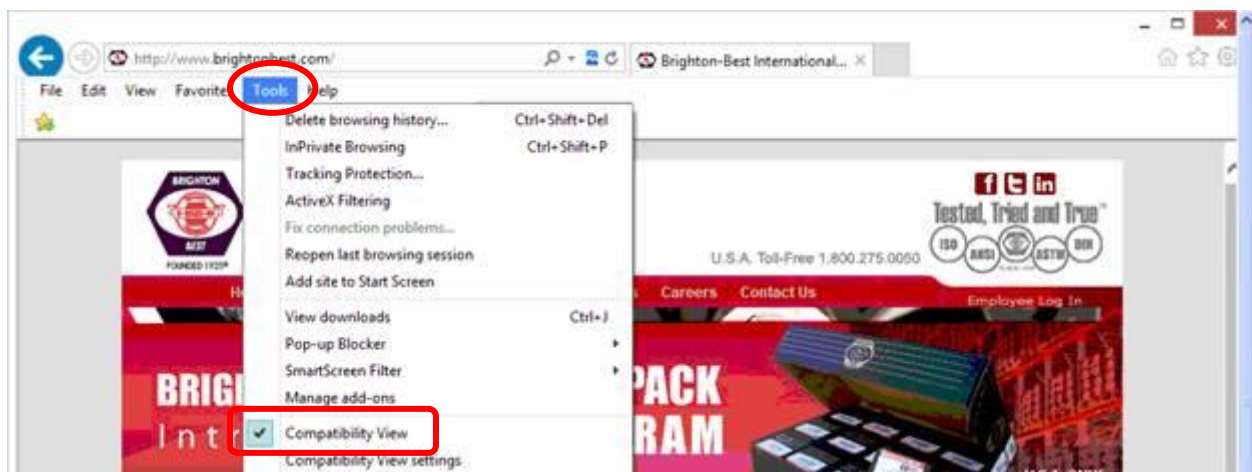 http://www.brightonbest.com/
Brighton-Best International...
File Edit View Favorite Tools Help
Delete browsing history... Ctrl+Shift+Del
InPrivate Browsing Ctrl+Shift+P
Tracking Protection...
ActiveX Filtering
Fix connection problems...
Reopen last browsing session
Add site to Start Screen
View downloads Ctrl+J
Pop-up Blocker
SmartScreen Filter
Manage add-ons
Compatibility View
Compatibility View settings
BRIGHTON
BEST
FOUNDED 1925®
f t in
Tested, Tried and True™
ISO ANSI ASTM DIN
U.S.A. Toll-Free 1.800.275.0050
H
Careers Contact Us
Employee Log In
BRIG
PACK
Intr
RAM